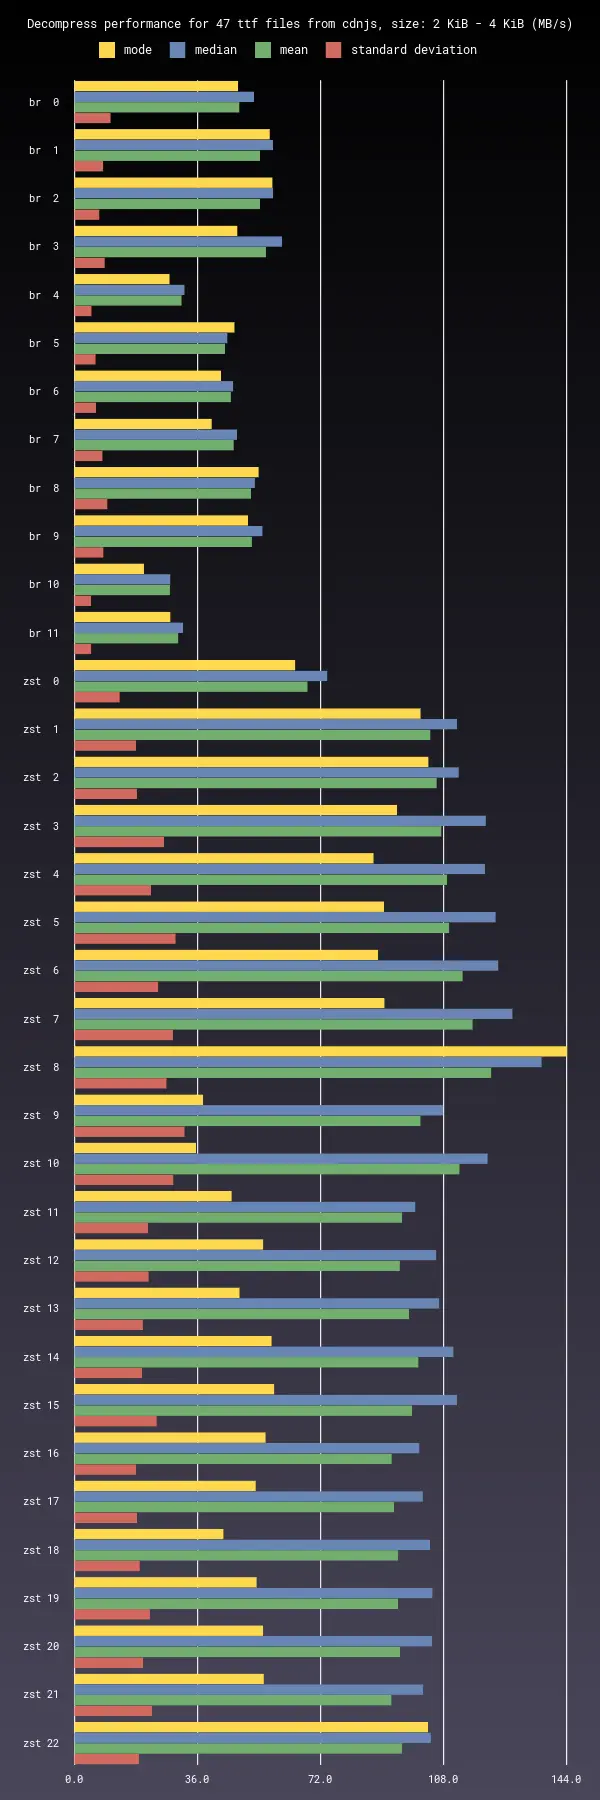 Decompress performance for 47 ttf files from cdnjs, size: 2 KiB - 4 KiB (MB/s)
mode median mean standard deviation
br 0
br 1
br 2
br 3
br 4
br 5
br 6
br 7
br 8
br 9
br 10
br 11
zst 0
zst 1
zst 2
zst 3
zst 4
zst 5
zst 6
zst 7
zst 8
zst 9
zst 10
zst 11
zst 12
zst 13
zst 14
zst 15
zst 16
zst 17
zst 18
zst 19
zst 20
zst 21
zst 22
0.0 36.0 72.0 108.0 144.0